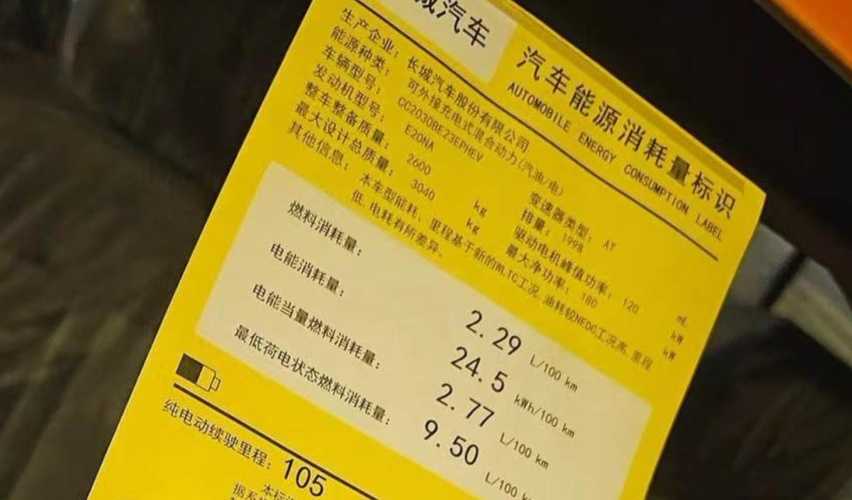 城汽车
汽车能源消耗量标识
AUTOMOBILE ENERGY CONSUMPTION LABEL
生产企业: 长城汽车股份有限公司
能源种类: 可外接充电式混合动力(汽油/电)
车辆型号: CC2030BE23EPHEV 变速器类型: AT
发动机型号: E20NA 排量: 1998 mL
整车整备质量: 2600 kg 驱动电机峰值功率: 120 kW
最大设计总质量: 3040 kg 最大净功率: 180 kW
其他信息: 本车型能耗、里程基于新的WLTC工况,油耗较NEDC工况高,里程
低,电耗有所差异。
燃料消耗量: 2.29 L/100 km
电能消耗量: 24.5 kWh/100 km
电能当量燃料消耗量: 2.77 L/100 km
最低荷电状态燃料消耗量: 9.50 L/100 km
纯电动续驶里程: 105
本标
据系